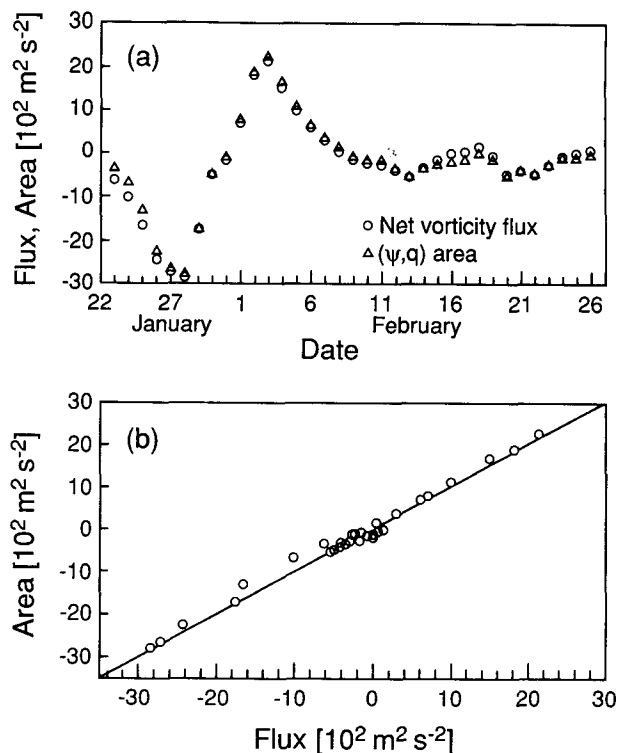 (a)
Flux, Area [10² m² s⁻²]
30
20
10
0
-10
-20
-30
○ Net vorticity flux
△ (ψ,q) area
22 27 1 6 11 16 21 26
January February
Date
(b)
Area [10² m² s⁻²]
30
20
10
0
-10
-20
-30
-30 -20 -10 0 10 20 30
Flux [10² m² s⁻²]